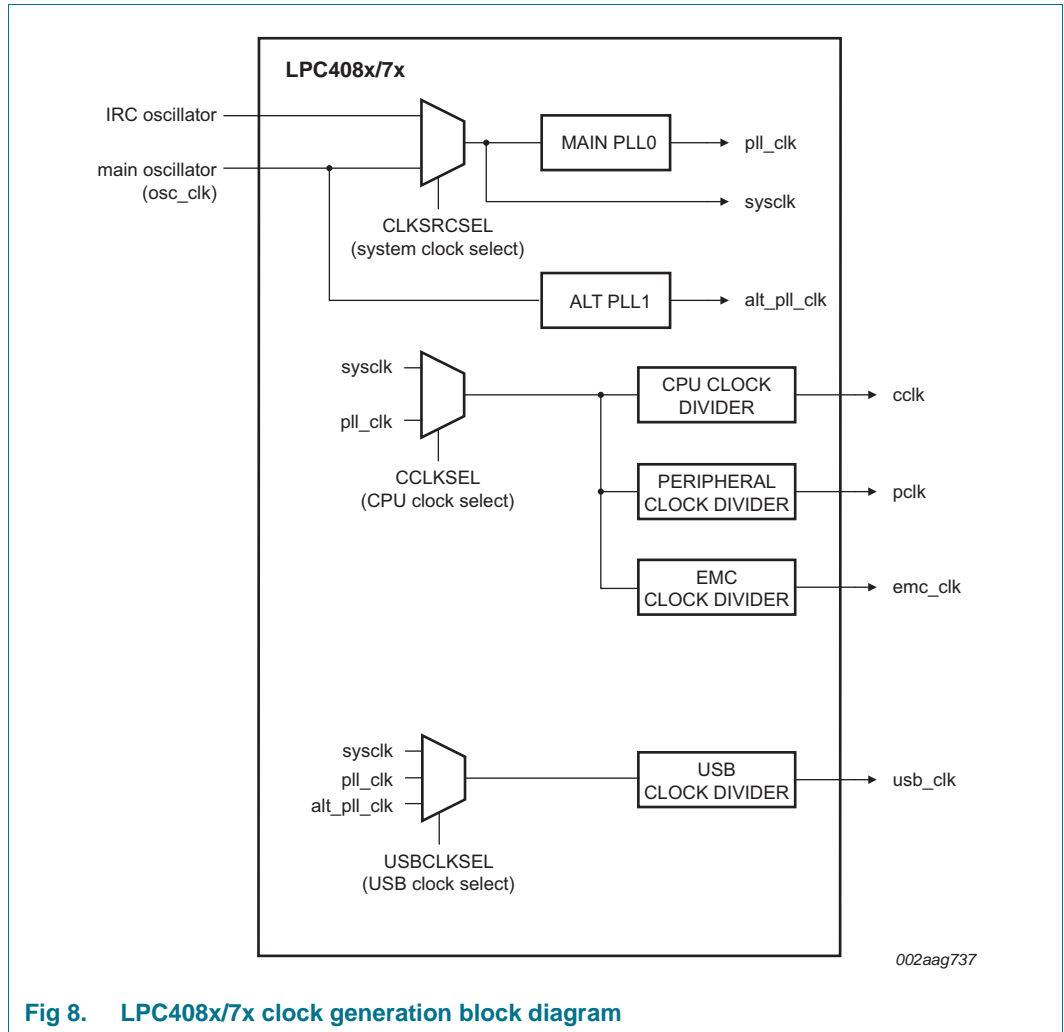 LPC408x/7x
IRC oscillator
main oscillator
(osc_clk)
MAIN PLL0
pll_clk
sysclk
CLKSRCSEL
(system clock select)
ALT PLL1
alt_pll_clk
sysclk
pll_clk
CCLKSEL
(CPU clock select)
CPU CLOCK
DIVIDER
cclk
PERIPHERAL
CLOCK DIVIDER
pclk
EMC
CLOCK DIVIDER
emc_clk
sysclk
pll_clk
alt_pll_clk
USBCLKSEL
(USB clock select)
USB
CLOCK DIVIDER
usb_clk
002aag737
Fig 8. LPC408x/7x clock generation block diagram